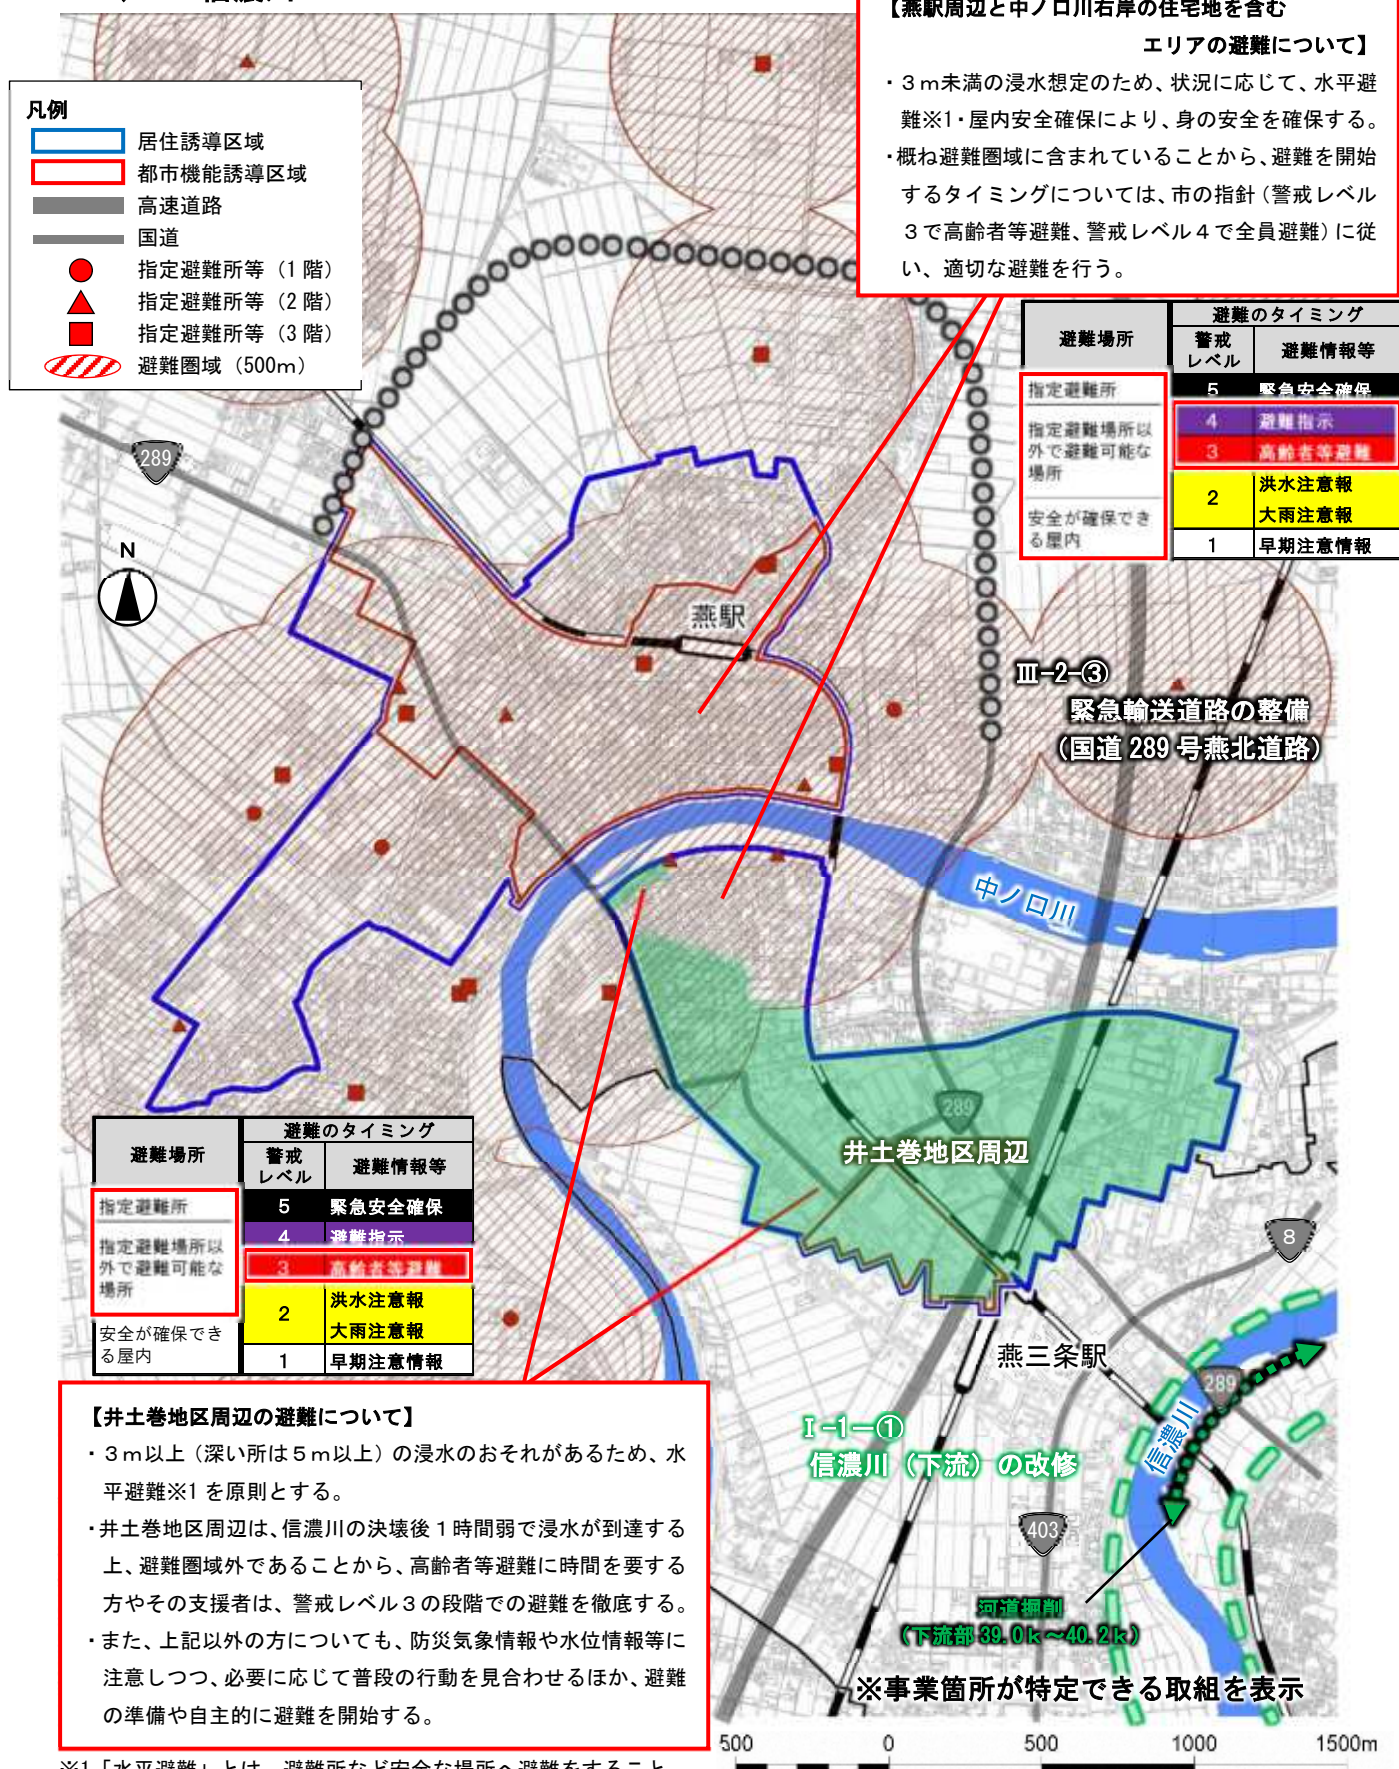 【燕駅周辺と中ノ口川右岸の住宅地を含む
エリアの避難について】
・３ｍ未満の浸水想定のため、状況に応じて、水平避
難※1・屋内安全確保により、身の安全を確保する。
・概ね避難圏域に含まれていることから、避難を開始
するタイミングについては、市の指針（警戒レベル
３で高齢者等避難、警戒レベル４で全員避難）に従
い、適切な避難を行う。
凡例
居住誘導区域
都市機能誘導区域
高速道路
国道
指定避難所等（1階）
指定避難所等（2階）
指定避難所等（3階）
避難圏域（500m）
避難場所
避難のタイミング
警戒
レベル
避難情報等
指定避難所
指定避難場所以
外で避難可能な
場所
安全が確保でき
る屋内
5 緊急安全確保
4 避難指示
3 高齢者等避難
2 洪水注意報
大雨注意報
1 早期注意情報
289
N
燕駅
Ⅲ-2-③
緊急輸送道路の整備
（国道289号燕北道路）
中ノ口川
289
井土巻地区周辺
8
避難場所
避難のタイミング
警戒
レベル
避難情報等
指定避難所
指定避難場所以
外で避難可能な
場所
安全が確保でき
る屋内
5 緊急安全確保
4 避難指示
3 高齢者等避難
2 洪水注意報
大雨注意報
1 早期注意情報
燕三条駅
289
信濃川
Ⅰ-1-①
信濃川（下流）の改修
403
河道掘削
（下流部39.0k～40.2k）
【井土巻地区周辺の避難について】
・３ｍ以上（深い所は５ｍ以上）の浸水のおそれがあるため、水
平避難※1を原則とする。
・井土巻地区周辺は、信濃川の決壊後１時間弱で浸水が到達する
上、避難圏域外であることから、高齢者等避難に時間を要する
方やその支援者は、警戒レベル３の段階での避難を徹底する。
・また、上記以外の方についても、防災気象情報や水位情報等に
注意しつつ、必要に応じて普段の行動を見合わせるほか、避難
の準備や自主的に避難を開始する。
※事業箇所が特定できる取組を表示
500 0 500 1000 1500m
※1「水平避難」とは、避難所など安全な場所へ避難をすること